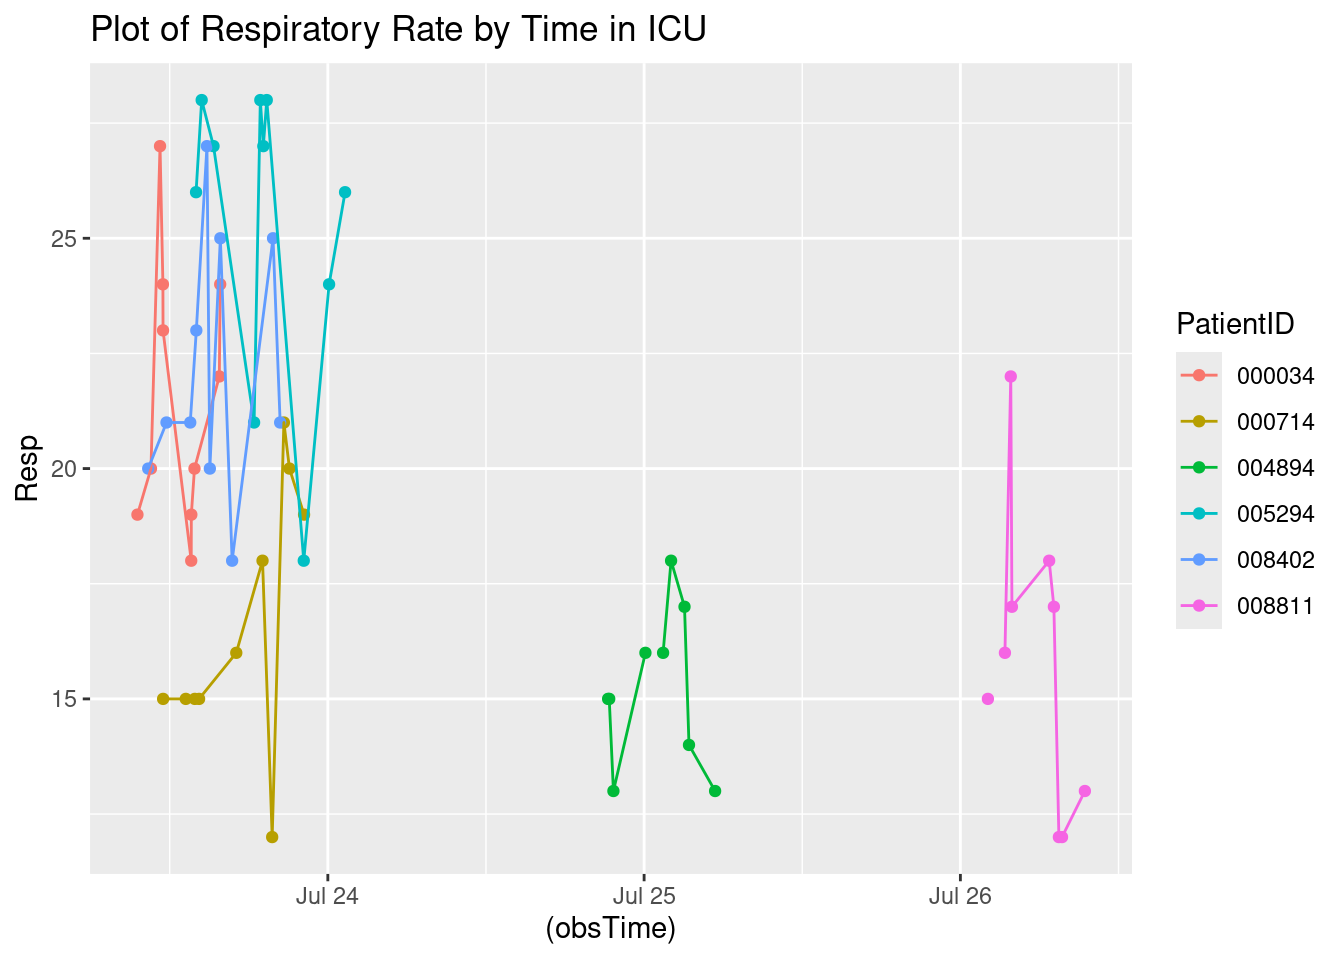 Plot of Respiratory Rate by Time in ICU
25
20
15
Resp
Jul 24
Jul 25
Jul 26
(obsTime)
PatientID
000034
000714
004894
005294
008402
008811